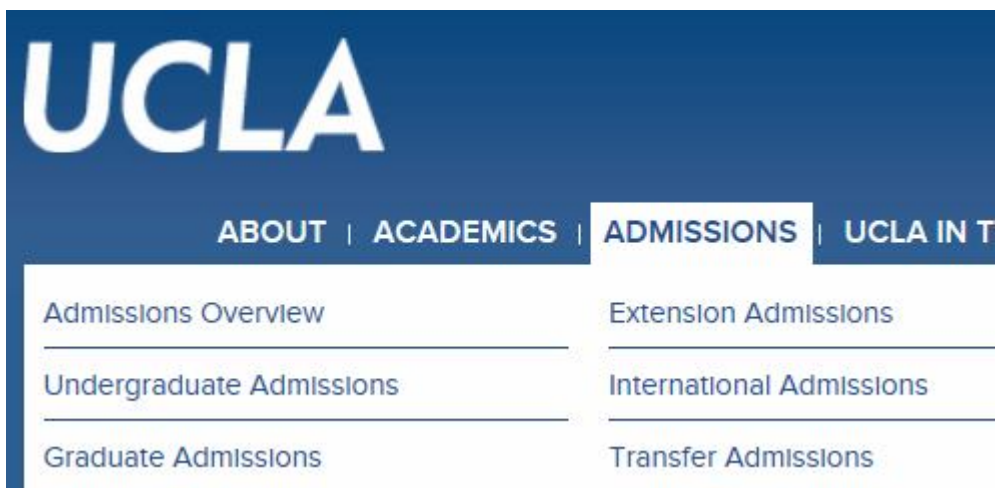 UCLA
ABOUT | ACADEMICS | ADMISSIONS | UCLA IN T
Admissions Overview
Extension Admissions
Undergraduate Admissions
International Admissions
Graduate Admissions
Transfer Admissions